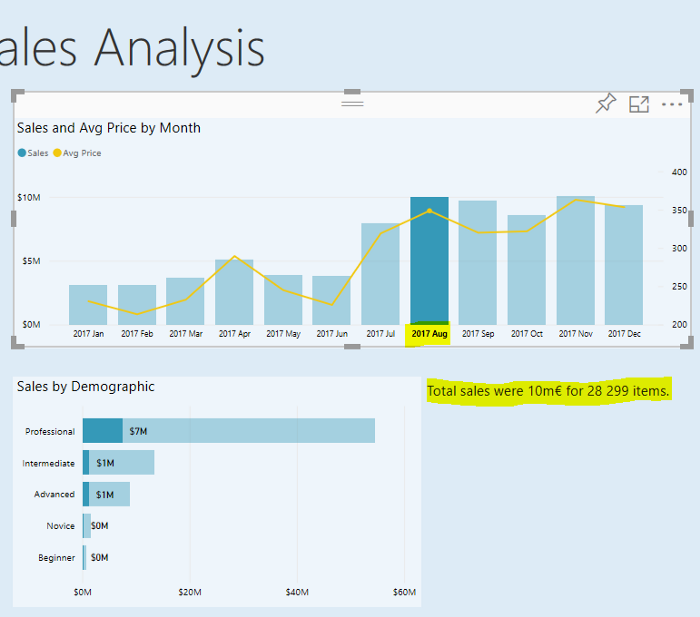 ales Analysis
Sales and Avg Price by Month
Sales Avg Price
400
$10M
350
300
$5M
250
$0M
200
2017 Jan 2017 Feb 2017 Mar 2017 Apr 2017 May 2017 Jun 2017 Jul 2017 Aug 2017 Sep 2017 Oct 2017 Nov 2017 Dec
Sales by Demographic
Total sales were 10m€ for 28 299 items.
Professional $7M
Intermediate $1M
Advanced $1M
Novice $0M
Beginner $0M
$0M $20M $40M $60M